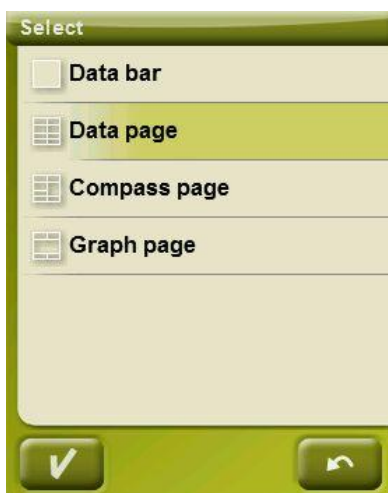 Select
Data bar
Data page
Compass page
Graph page